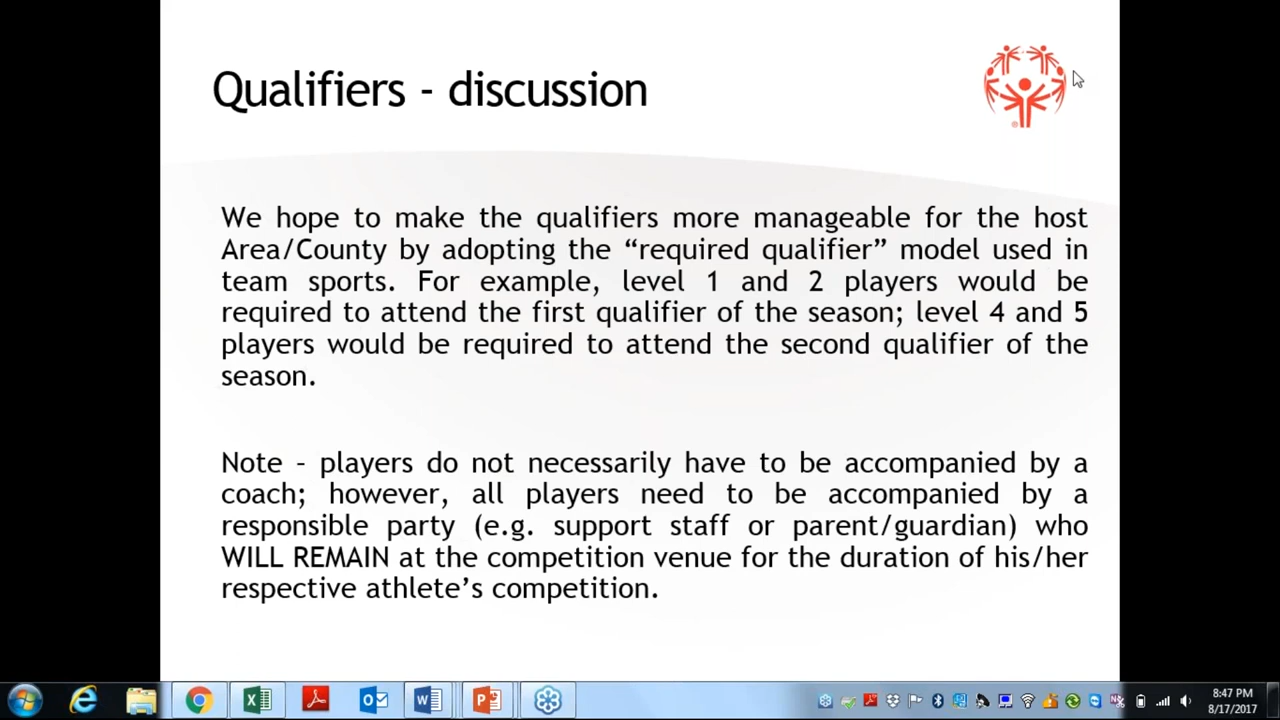 Qualifiers - discussion
We hope to make the qualifiers more manageable for the host
Area/County by adopting the “required qualifier” model used in
team sports. For example, level 1 and 2 players would be
required to attend the first qualifier of the season; level 4 and 5
players would be required to attend the second qualifier of the
season.
Note - players do not necessarily have to be accompanied by a
coach; however, all players need to be accompanied by a
responsible party (e.g. support staff or parent/guardian) who
WILL REMAIN at the competition venue for the duration of his/her
respective athlete’s competition.
8:47 PM
8/17/2017